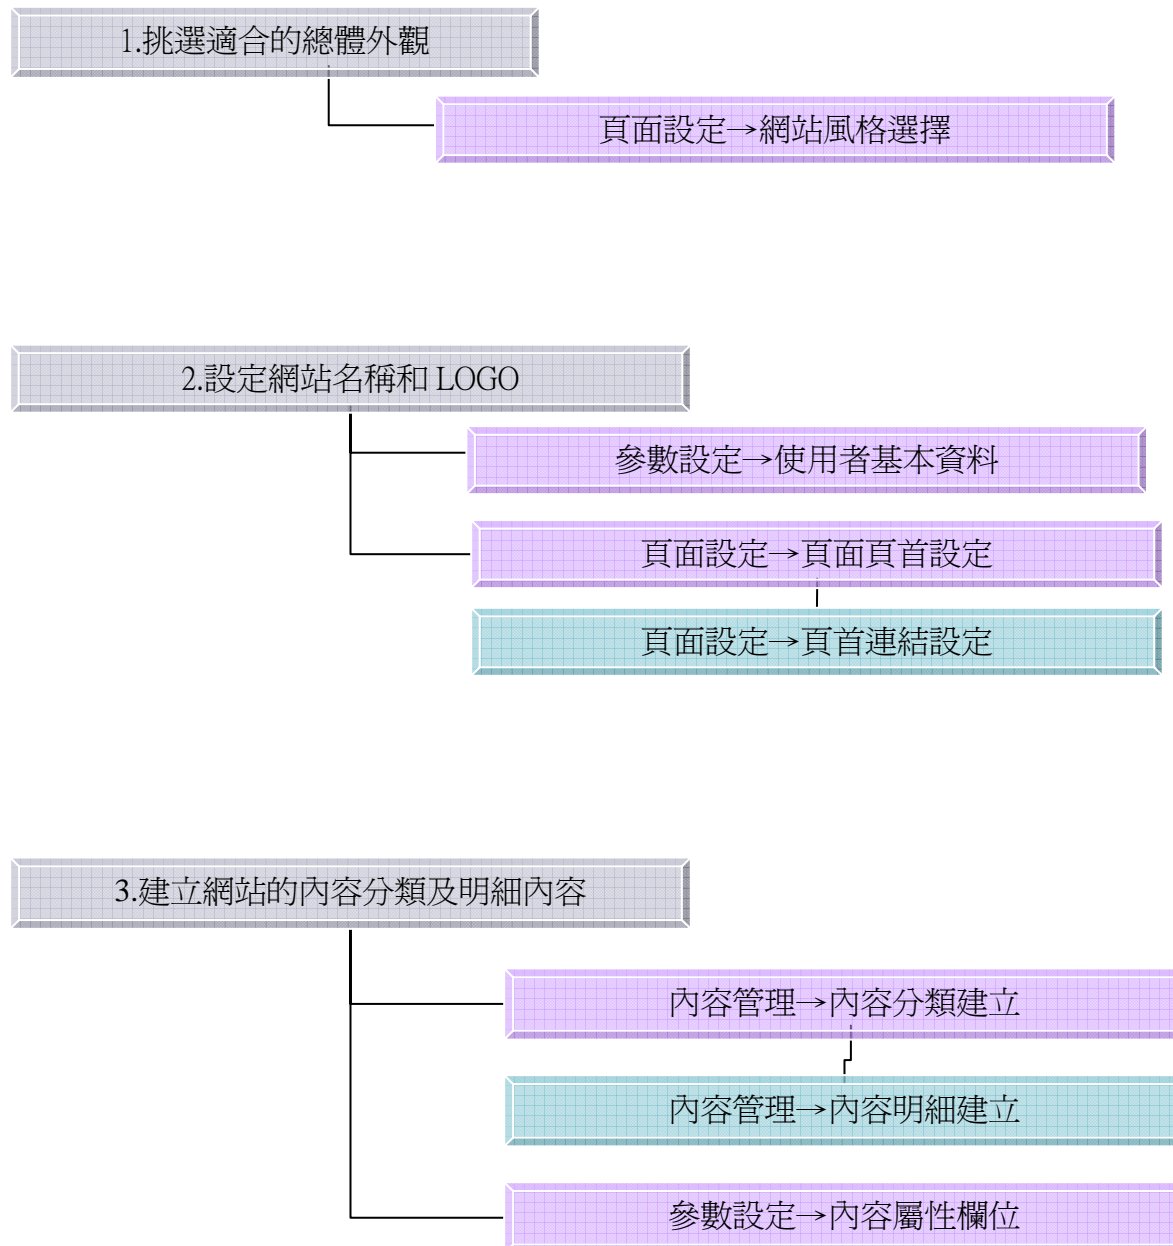 1.挑選適合的總體外觀
頁面設定→網站風格選擇
2.設定網站名稱和 LOGO
參數設定→使用者基本資料
頁面設定→頁面頁首設定
頁面設定→頁首連結設定
3.建立網站的內容分類及明細內容
內容管理→內容分類建立
內容管理→內容明細建立
參數設定→內容屬性欄位